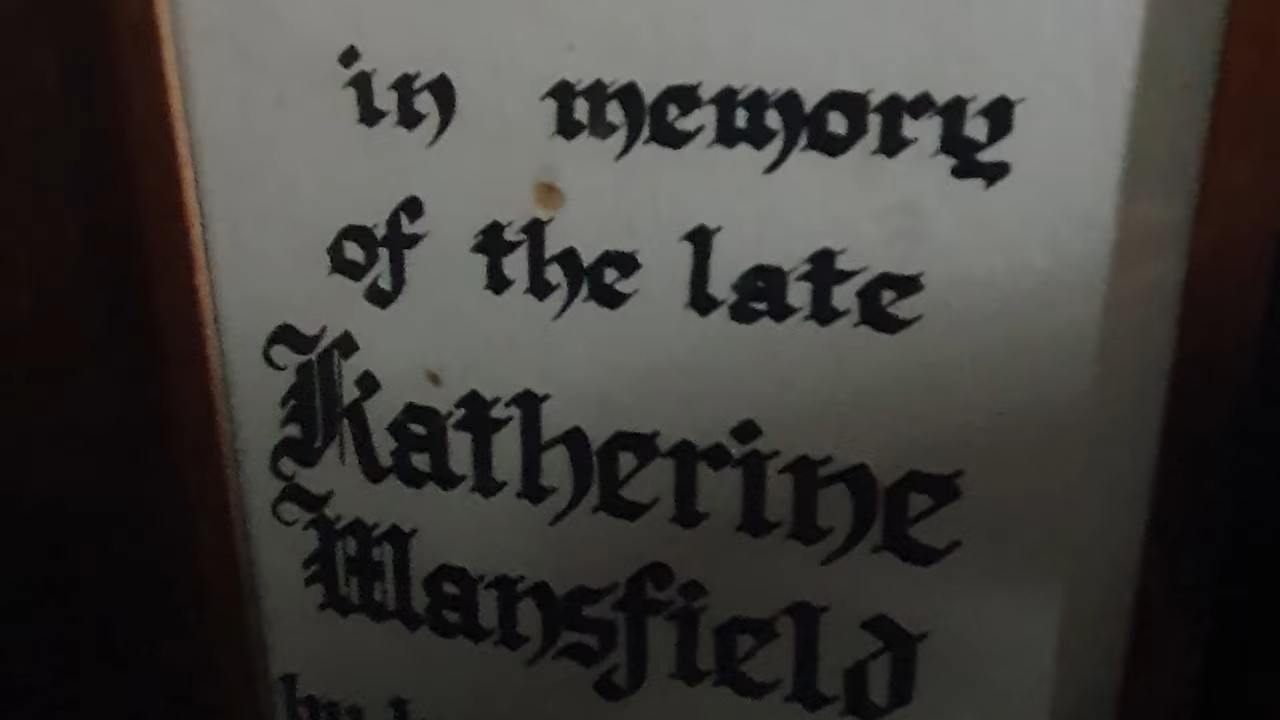 in memory
of the late
Katherine
Mansfield